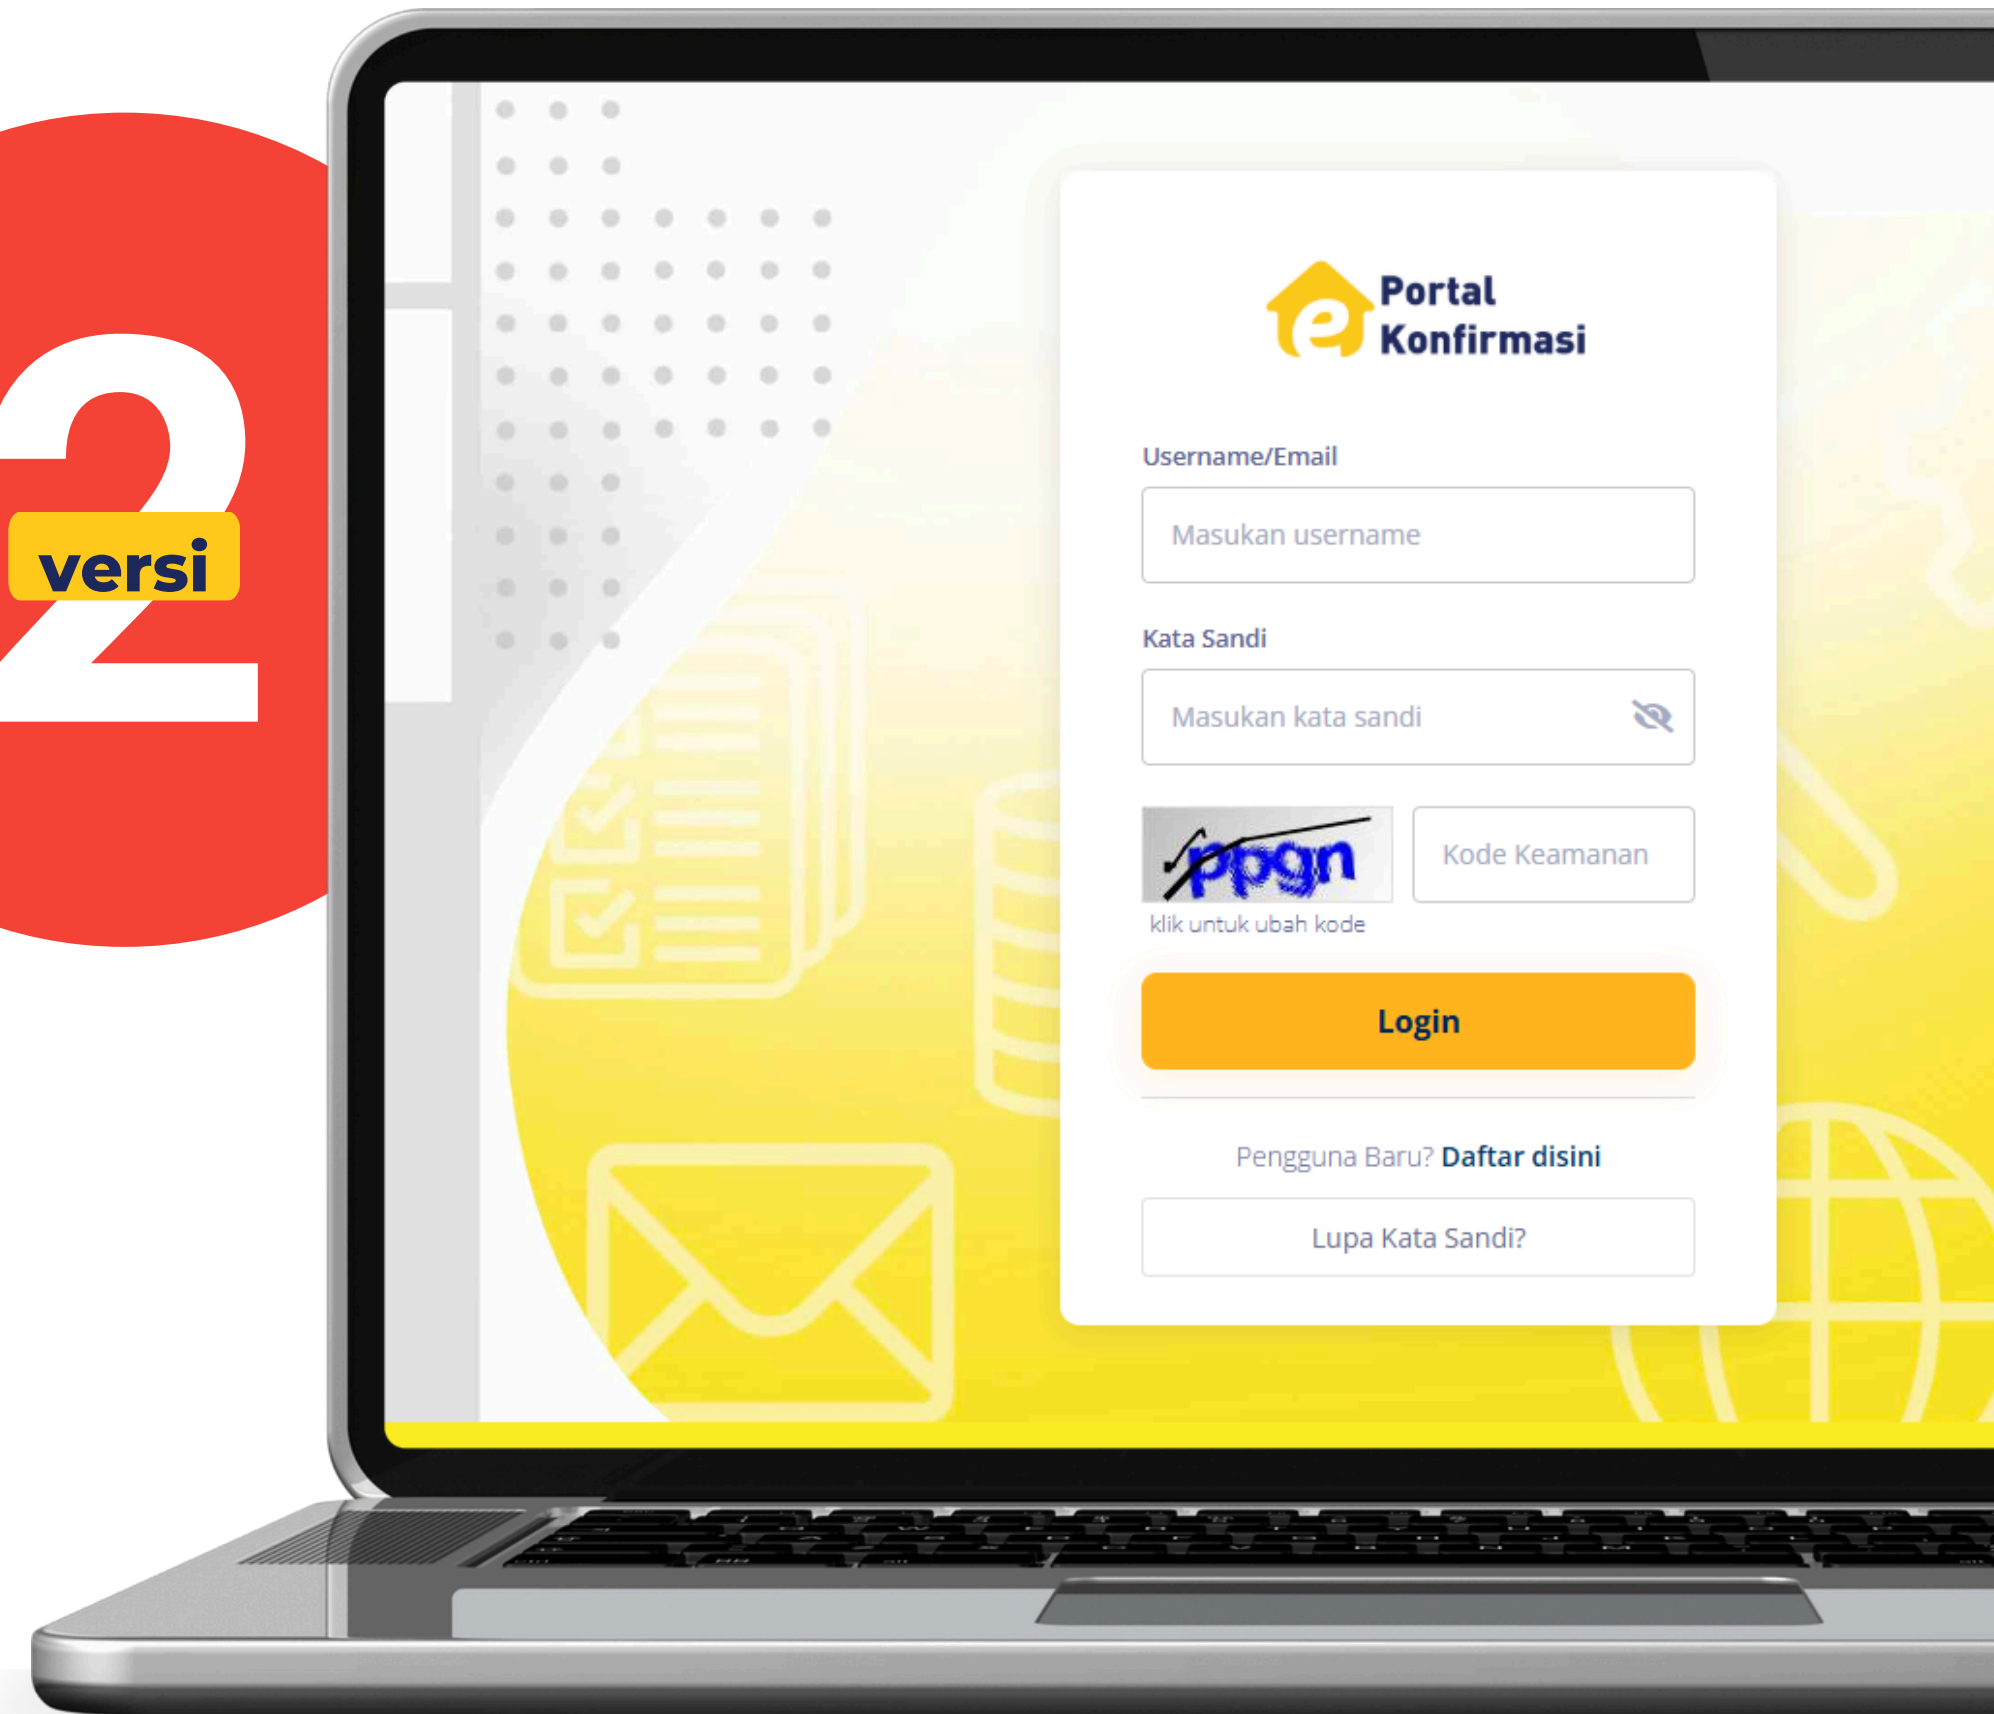 2
versi
Portal
Konfirmasi
Username/Email
Masukan username
Kata Sandi
Masukan kata sandi
ppgn
Kode Keamanan
klik untuk ubah kode
Login
Pengguna Baru? Daftar disini
Lupa Kata Sandi?